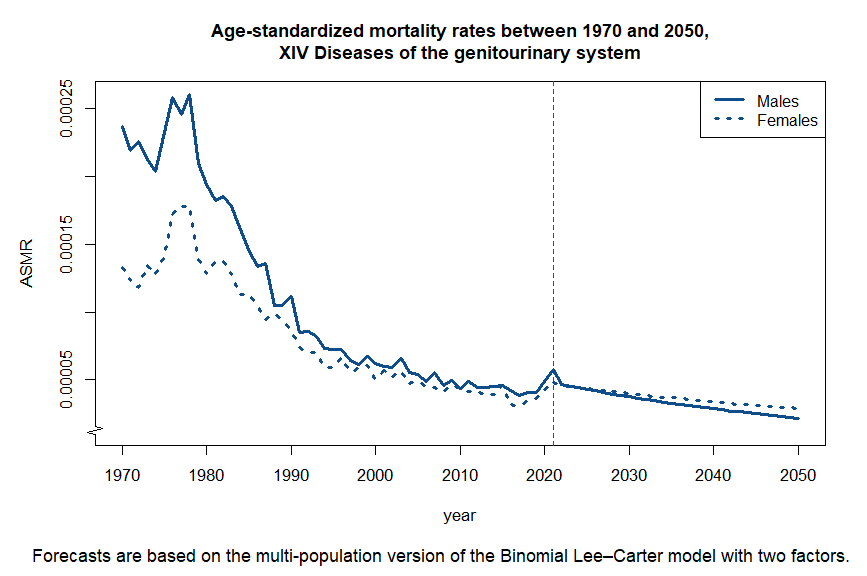 Age-standardized mortality rates between 1970 and 2050,
XIV Diseases of the genitourinary system
Males
Females
0.00025
0.00015
0.00005
ASMR
1970 1980 1990 2000 2010 2020 2030 2040 2050
year
Forecasts are based on the multi-population version of the Binomial Lee–Carter model with two factors.